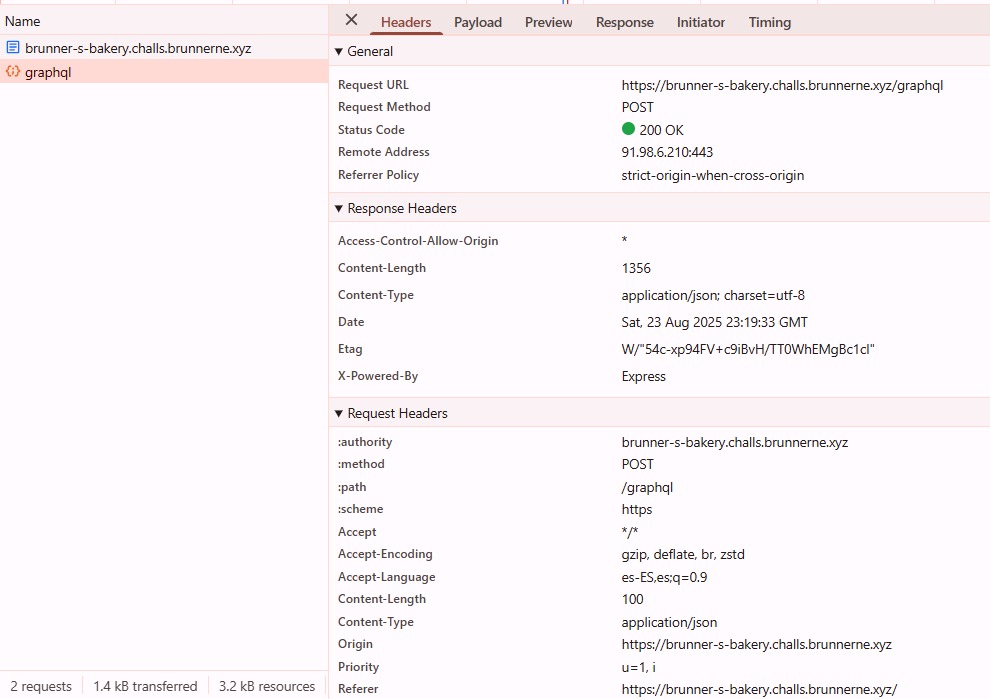 Name
Headers Payload Preview Response Initiator Timing
brunner-s-bakery.challs.brunnerne.xyz
graphql
General
Request URL https://brunner-s-bakery.challs.brunnerne.xyz/graphql
Request Method POST
Status Code 200 OK
Remote Address 91.98.6.210:443
Referrer Policy strict-origin-when-cross-origin
Response Headers
Access-Control-Allow-Origin *
Content-Length 1356
Content-Type application/json; charset=utf-8
Date Sat, 23 Aug 2025 23:19:33 GMT
Etag W/"54c-xp94FV+c9iBvH/TT0WhEMgBc1cI"
X-Powered-By Express
Request Headers
:authority brunner-s-bakery.challs.brunnerne.xyz
:method POST
:path /graphql
:scheme https
Accept */*
Accept-Encoding gzip, deflate, br, zstd
Accept-Language es-ES,es;q=0.9
Content-Length 100
Content-Type application/json
Origin https://brunner-s-bakery.challs.brunnerne.xyz
Priority u=1, i
Referer https://brunner-s-bakery.challs.brunnerne.xyz/
2 requests 1.4 kB transferred 3.2 kB resources